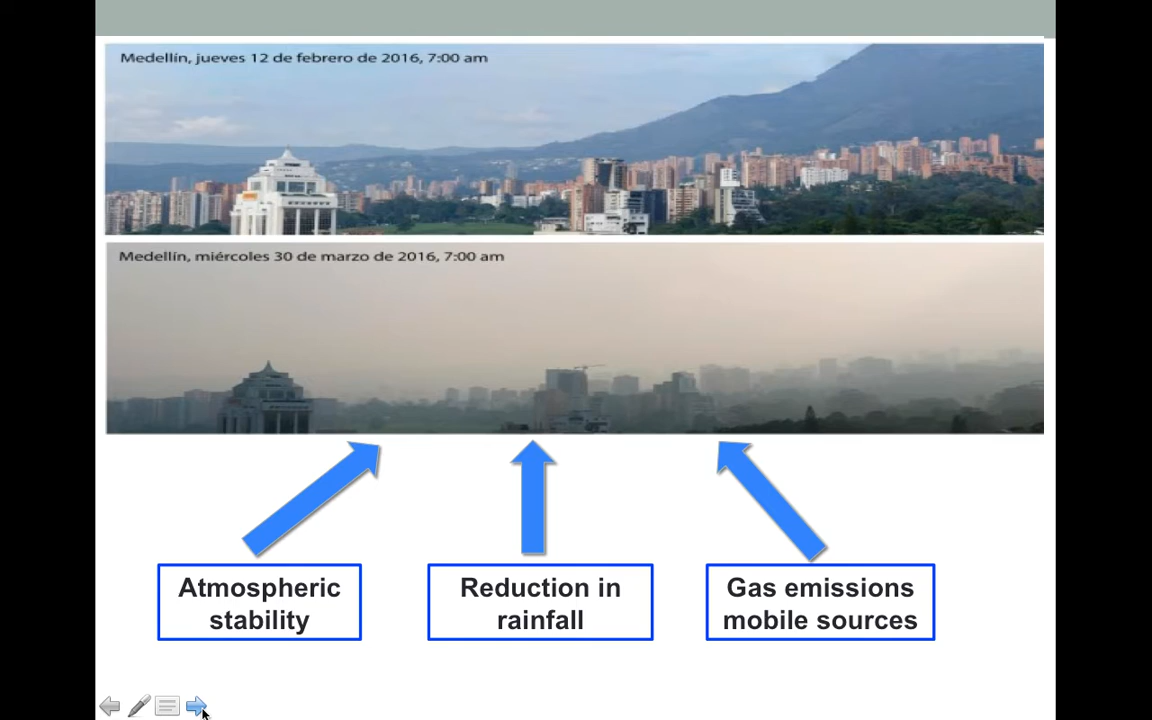 Medellín, jueves 12 de febrero de 2016, 7:00 am
Medellín, miércoles 30 de marzo de 2016, 7:00 am
Atmospheric
stability
Reduction in
rainfall
Gas emissions
mobile sources